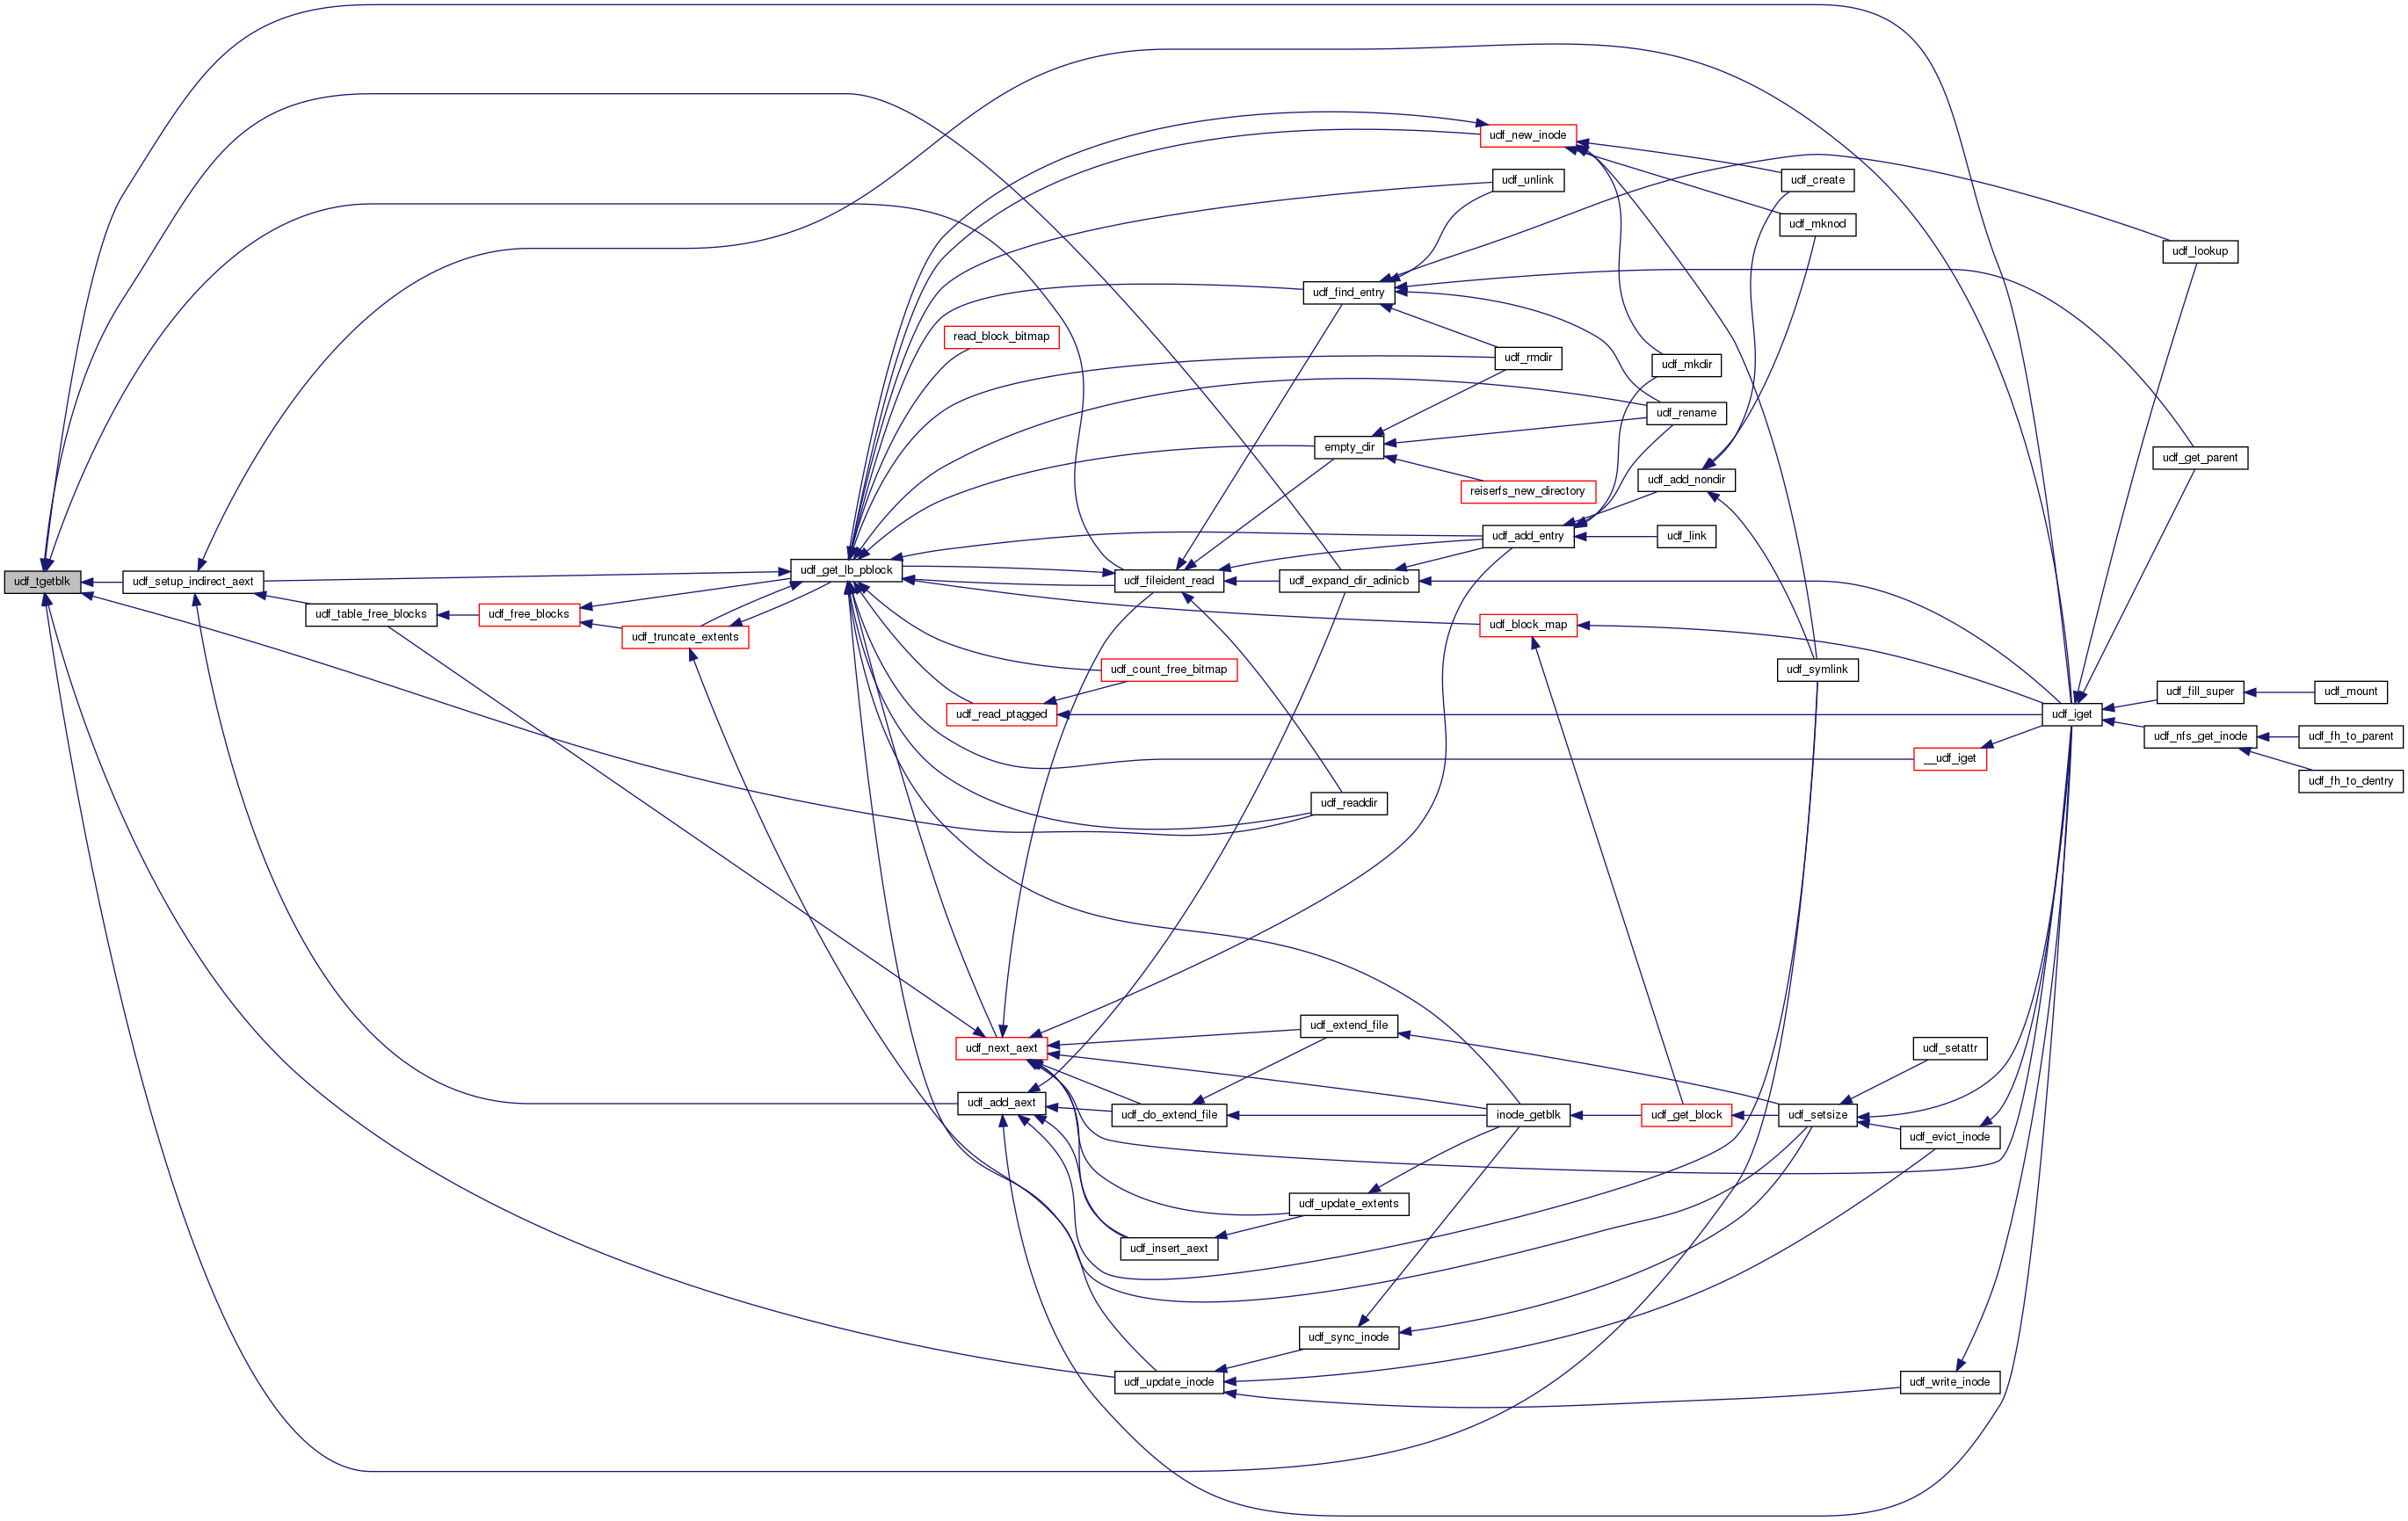 udf_new_inode
udf_unlink
udf_create
udf_mknod
udf_lookup
udf_find_entry
read_block_bitmap
udf_rmdir
udf_mkdir
udf_rename
empty_dir
udf_get_parent
udf_add_nondir
reiserfs_new_directory
udf_add_entry
udf_link
udf_get_lb_pblock
udf_tgetblk
udf_setup_indirect_aext
udf_fileident_read
udf_expand_dir_adinicb
udf_table_free_blocks
udf_free_blocks
udf_block_map
udf_truncate_extents
udf_count_free_bitmap
udf_symlink
udf_fill_super
udf_mount
udf_read_ptagged
udf_iget
udf_nfs_get_inode
udf_fh_to_parent
__udf_iget
udf_fh_to_dentry
udf_readdir
udf_extend_file
udf_next_aext
udf_setattr
udf_add_aext
udf_do_extend_file
inode_getblk
udf_get_block
udf_setsize
udf_evict_inode
udf_update_extents
udf_insert_aext
udf_sync_inode
udf_update_inode
udf_write_inode